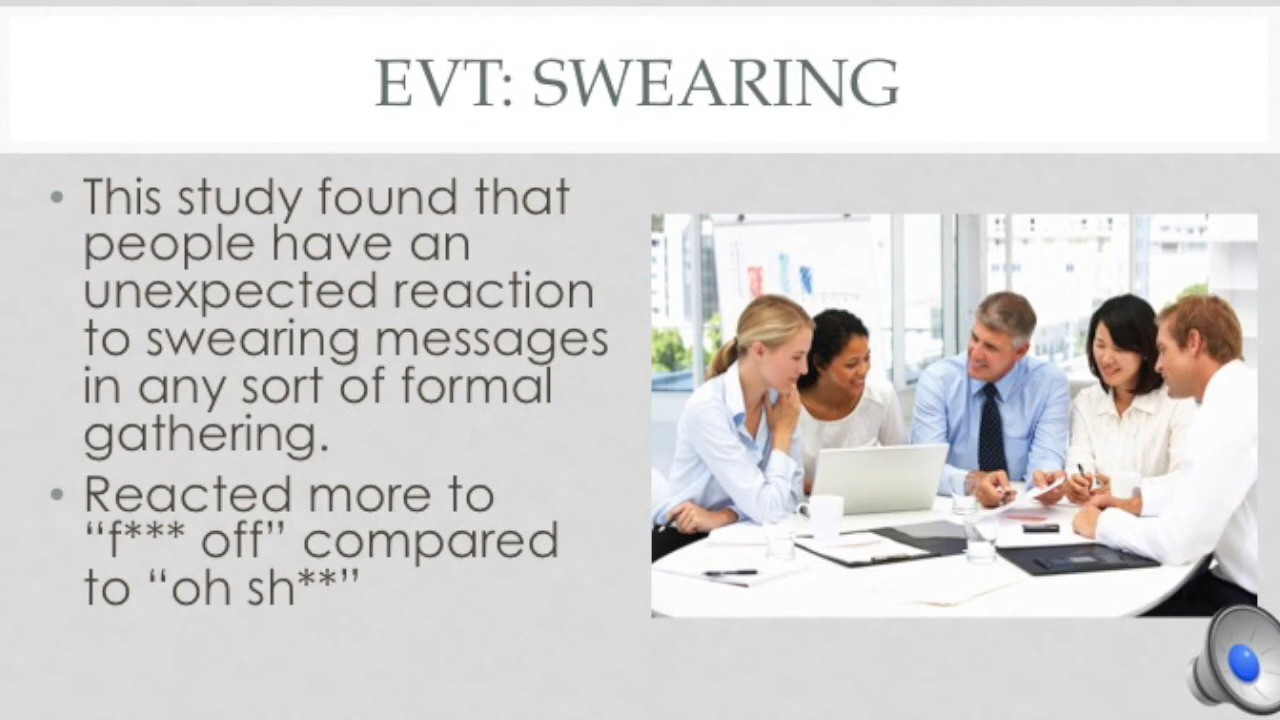 EVT: SWEARING
• This study found that
people have an
unexpected reaction
to swearing messages
in any sort of formal
gathering.
• Reacted more to
“f*** off” compared
to “oh sh**”